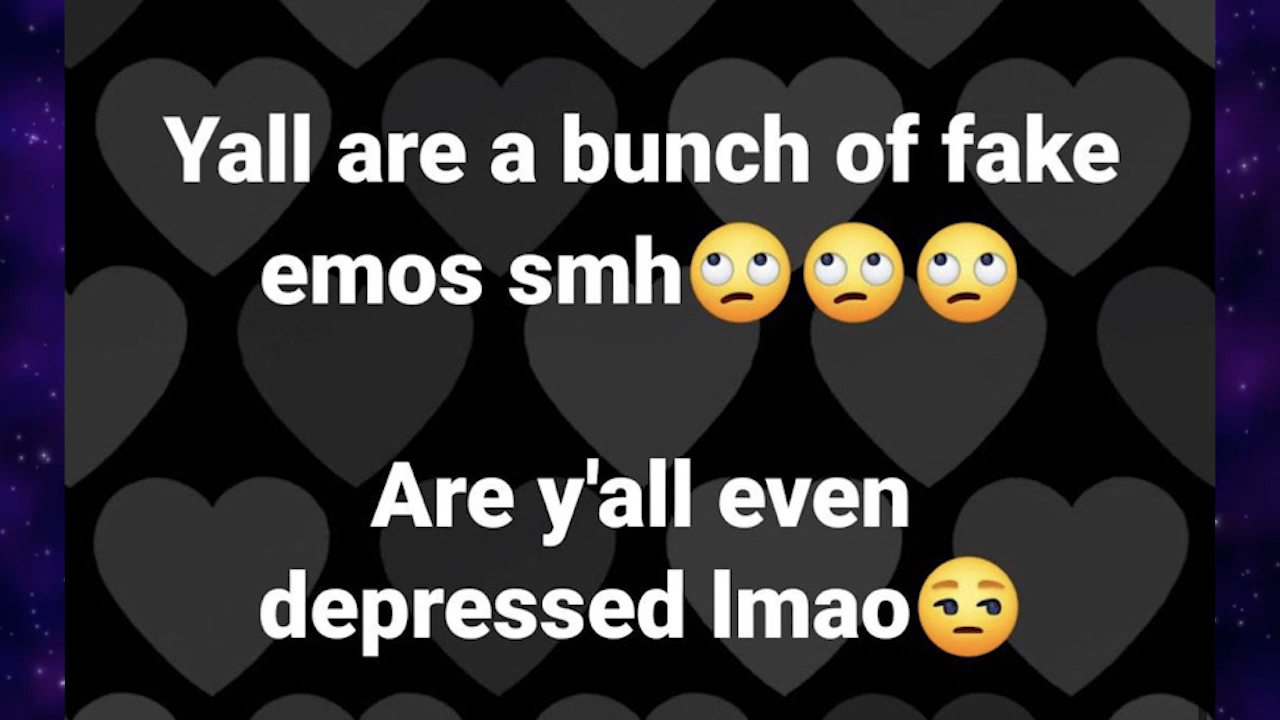 Yall are a bunch of fake
emos smh🙄🙄🙄
Are y'all even
depressed lmao😒